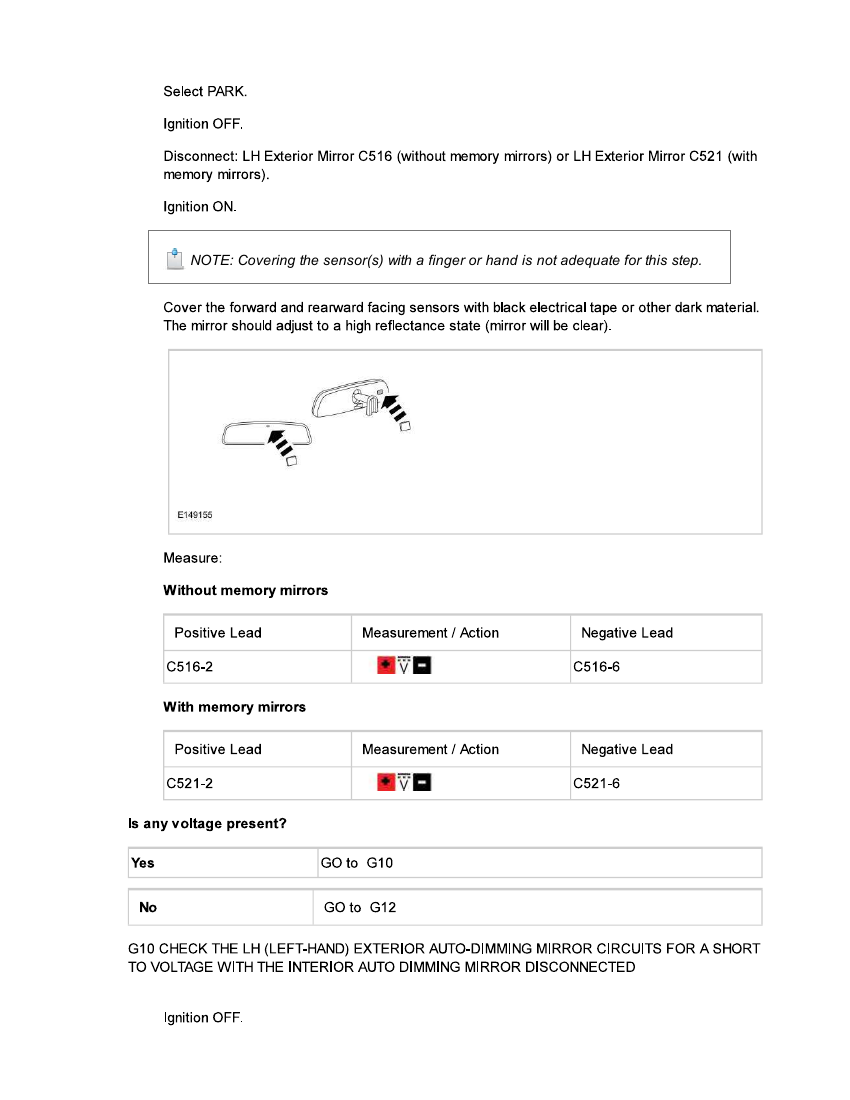 Select PARK.
Ignition OFF.
Disconnect: LH Exterior Mirror C516 (without memory mirrors) or LH Exterior Mirror C521 (with
memory mirrors).
Ignition ON.
NOTE: Covering the sensor(s) with a finger or hand is not adequate for this step.
Cover the forward and rearward facing sensors with black electrical tape or other dark material.
The mirror should adjust to a high reflectance state (mirror will be clear).
E149155
Measure:
Without memory mirrors
Positive Lead Measurement / Action Negative Lead
C516-2 + V - C516-6
With memory mirrors
Positive Lead Measurement / Action Negative Lead
C521-2 + V - C521-6
Is any voltage present?
Yes GO to G10
No GO to G12
G10 CHECK THE LH (LEFT-HAND) EXTERIOR AUTO-DIMMING MIRROR CIRCUITS FOR A SHORT
TO VOLTAGE WITH THE INTERIOR AUTO DIMMING MIRROR DISCONNECTED
Ignition OFF.